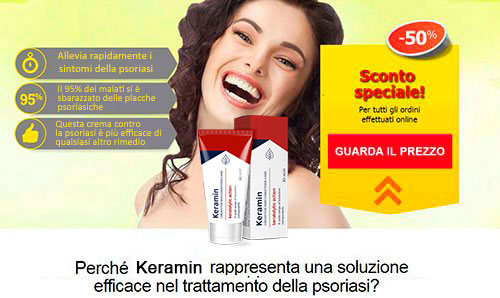 Allevia rapidamente i
sintomi della psoriasi
95%
Il 95% dei malati si è
sbarazzato delle placche
psoriasiche
Questa crema contro
la psoriasi è più efficace di
qualsiasi altro rimedio
-50%
Sconto
speciale!
Per tutti gli ordini
effettuati online
GUARDA IL PREZZO
Keramin
keratolytic action
Keramin
keratolytic action
Perché Keramin rappresenta una soluzione
efficace nel trattamento della psoriasi?